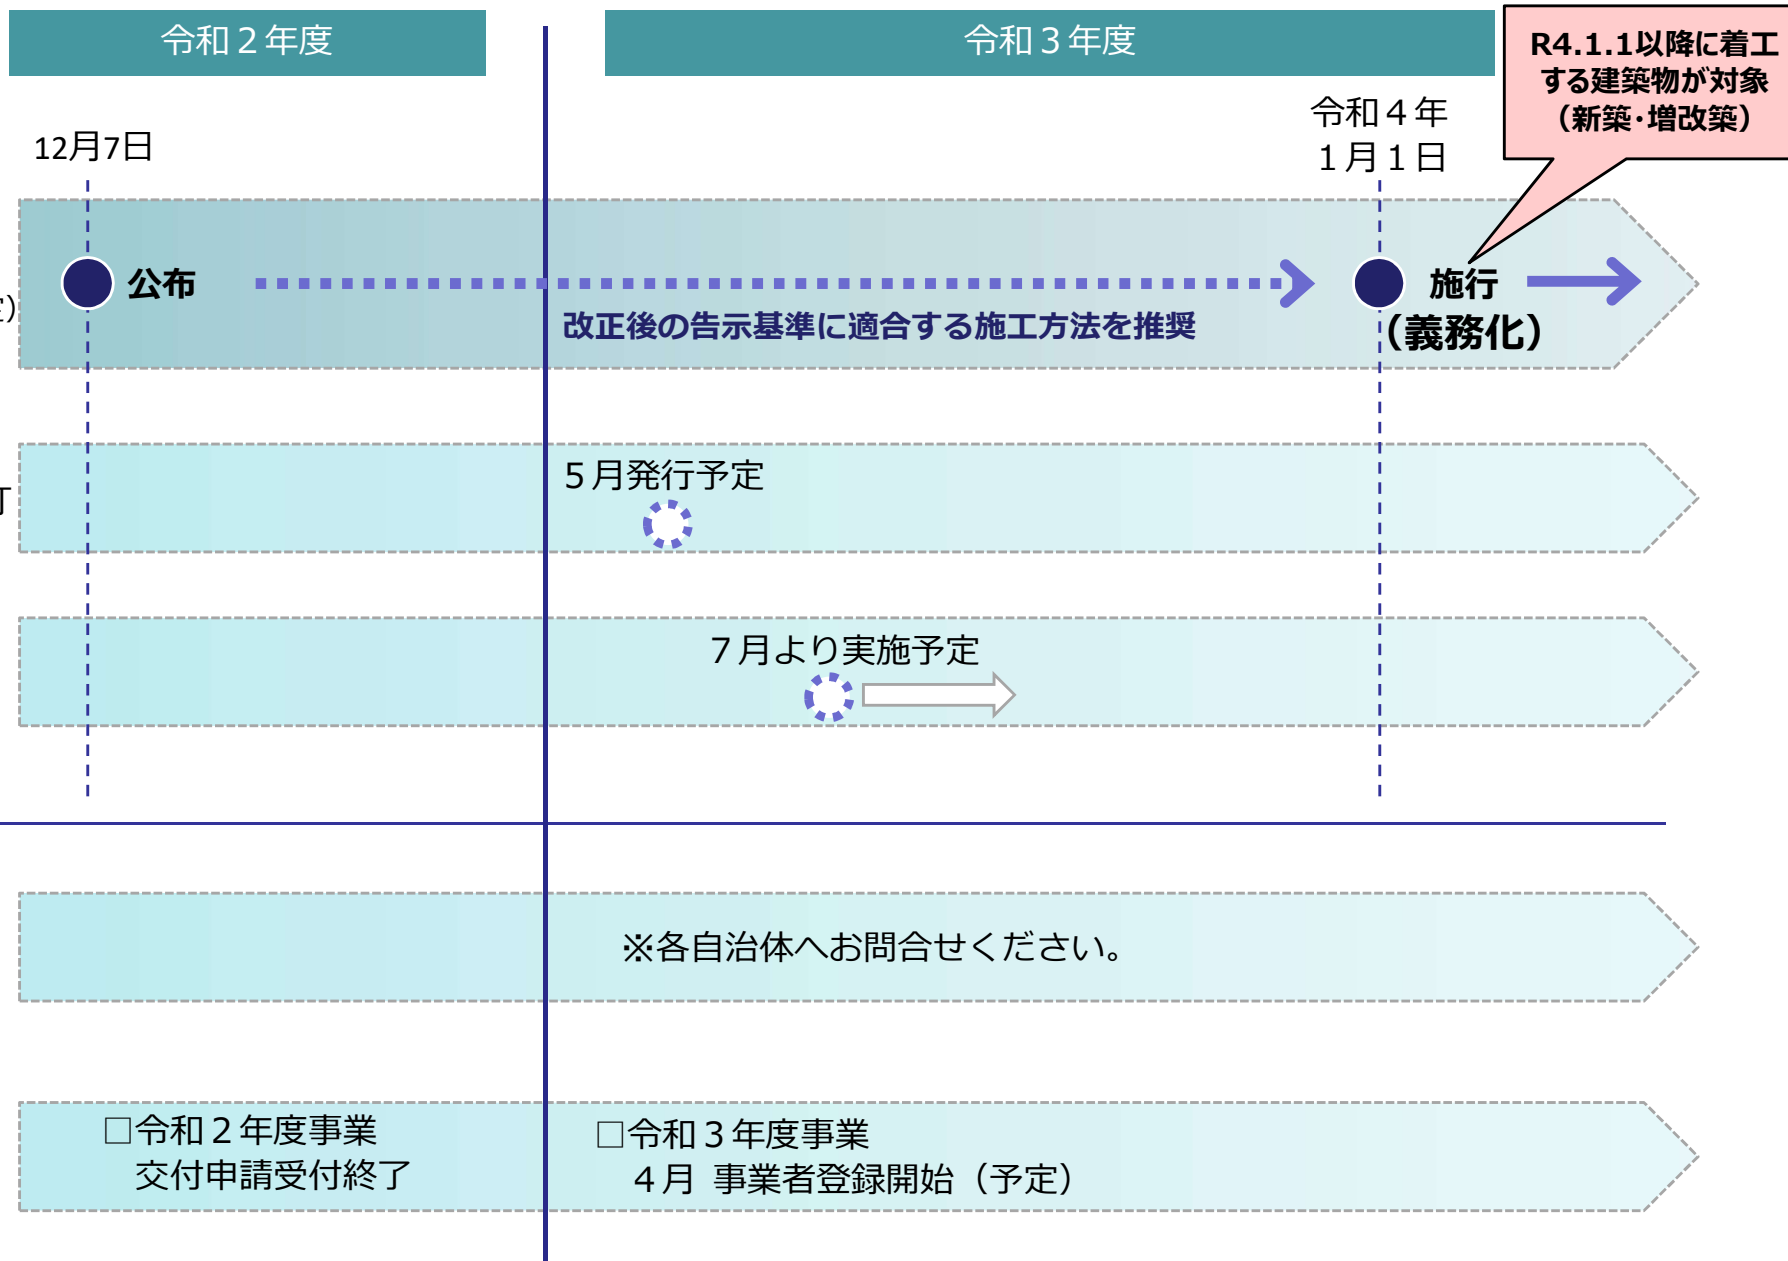 令和２年度
令和３年度
R4.1.1以降に着工
する建築物が対象
（新築・増改築）
12月7日
令和４年
１月１日
公布
施行
（義務化）
改正後の告示基準に適合する施工方法を推奨
５月発行予定
７月より実施予定
※各自治体へお問合せください。
□令和２年度事業
交付申請受付終了
□令和３年度事業
４月 事業者登録開始（予定）